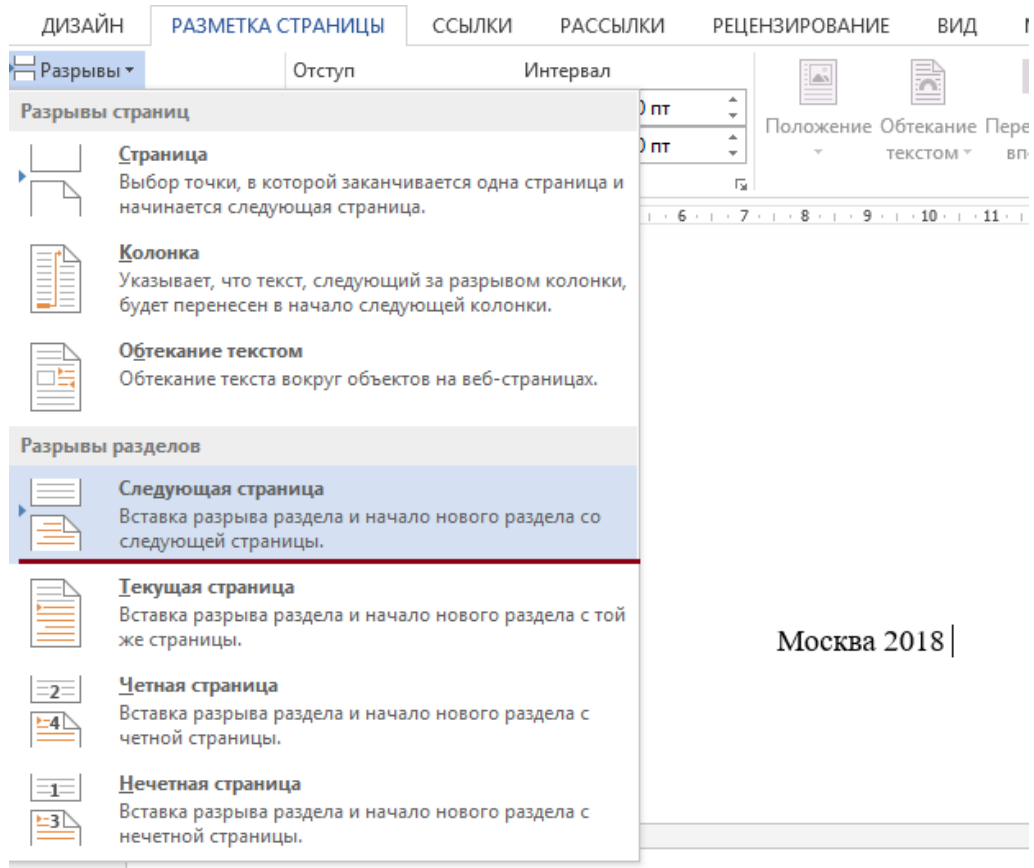 ДИЗАЙН РАЗМЕТКА СТРАНИЦЫ ССЫЛКИ РАССЫЛКИ РЕЦЕНЗИРОВАНИЕ ВИД
Разрывы Отступ Интервал
Разрывы страниц
Страница
Выбор точки, в которой заканчивается одна страница и
начинается следующая страница.
Колонка
Указывает, что текст, следующий за разрывом колонки,
будет перенесен в начало следующей колонки.
Обтекание текстом
Обтекание текста вокруг объектов на веб-страницах.
Разрывы разделов
Следующая страница
Вставка разрыва раздела и начало нового раздела со
следующей страницы.
Текущая страница
Вставка разрыва раздела и начало нового раздела с той
же страницы.
2
4
Четная страница
Вставка разрыва раздела и начало нового раздела с
четной страницы.
1
3
Нечетная страница
Вставка разрыва раздела и начало нового раздела с
нечетной страницы.
пт
пт
Положение Обтекание
текстом
6 7 8 9 10 11
Москва 2018